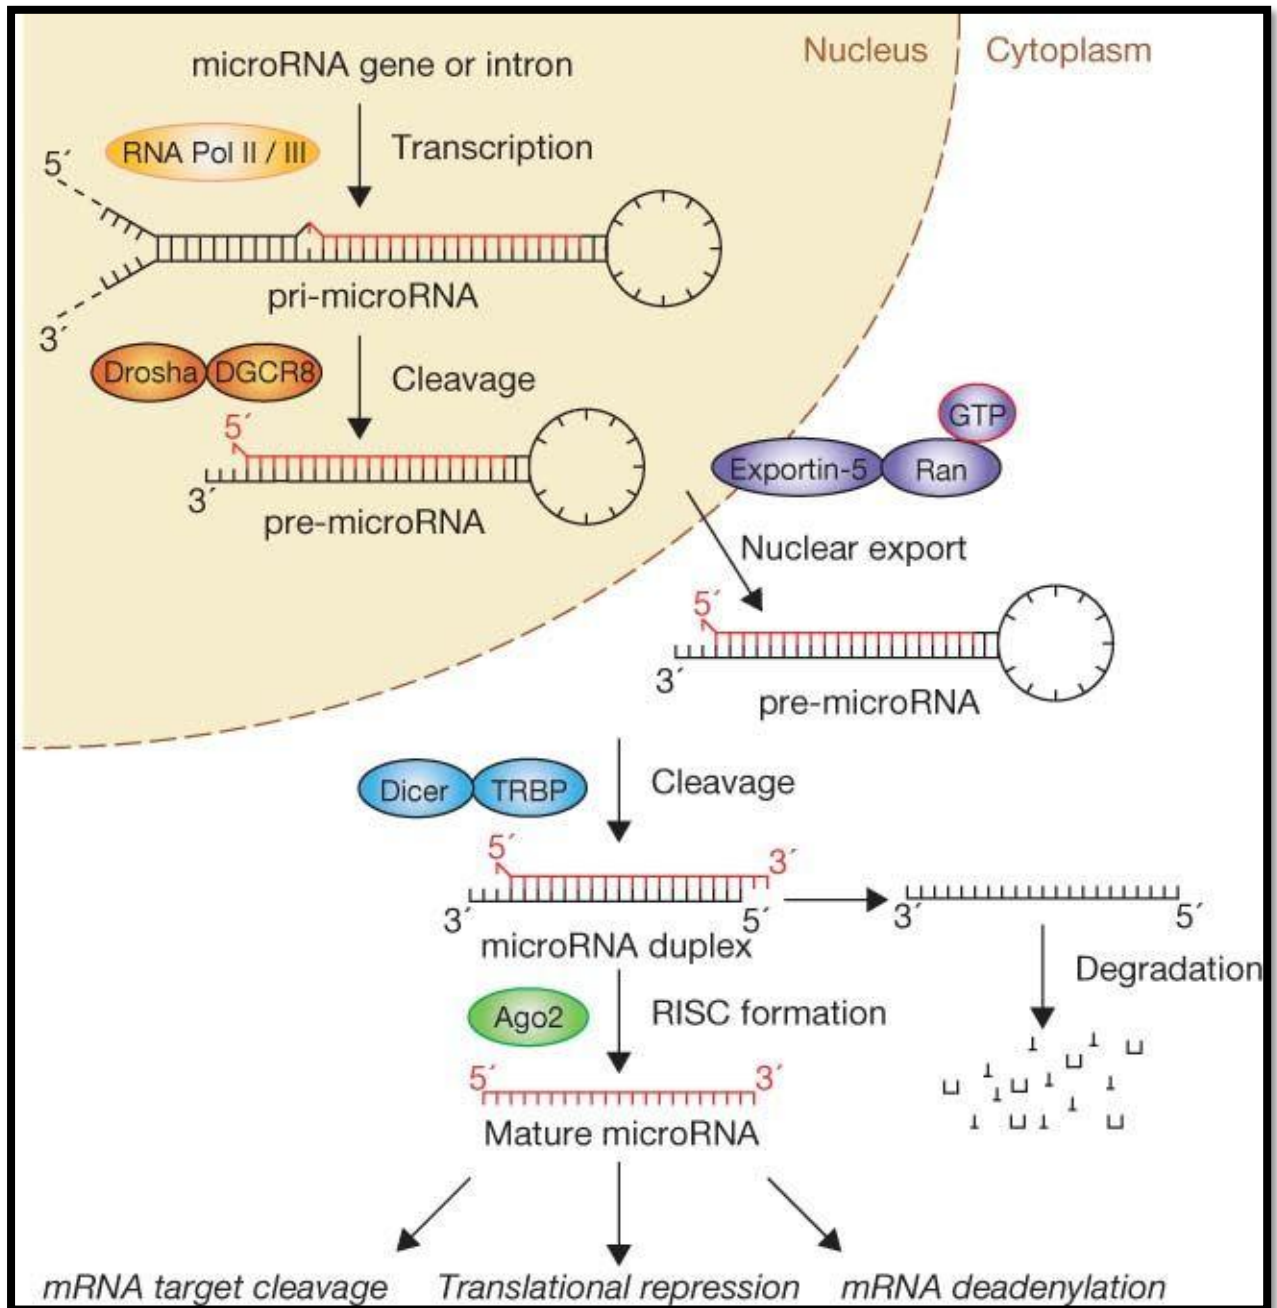 Nucleus
Cytoplasm
microRNA gene or intron
RNA Pol II / III
Transcription
5´
pri-microRNA
3´
Drosha
DGCR8
Cleavage
5´
3´
pre-microRNA
GTP
Exportin-5
Ran
Nuclear export
5´
3´
pre-microRNA
Dicer
TRBP
Cleavage
5´
3´
3´
5´
microRNA duplex
3´
5´
Degradation
Ago2
RISC formation
5´
3´
Mature microRNA
mRNA target cleavage
Translational repression
mRNA deadenylation